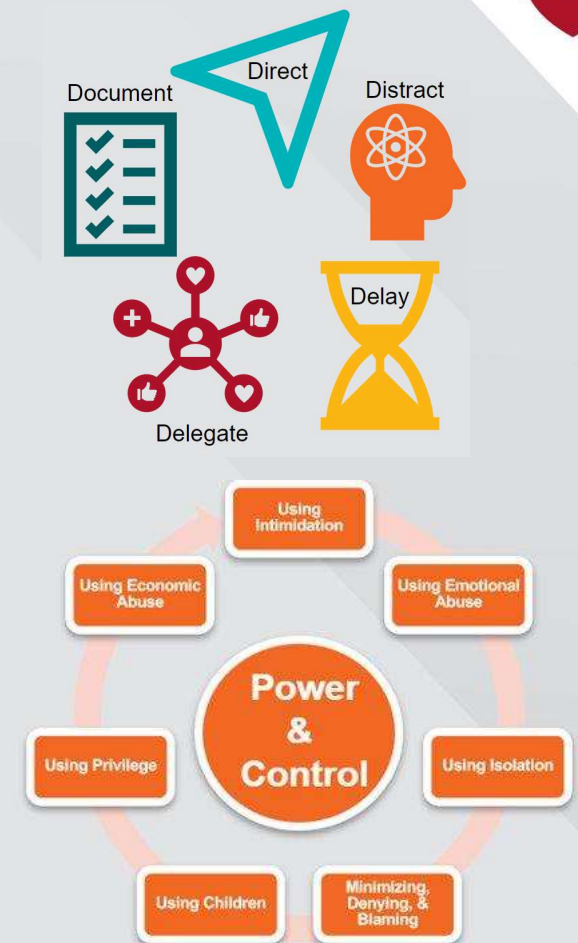 Direct
Document
Distract
Delay
Delegate
Using
Intimidation
Using Economic
Abuse
Using Emotional
Abuse
Power
&
Control
Using Privilege
Using Isolation
Using Children
Minimizing,
Denying, &
Blaming